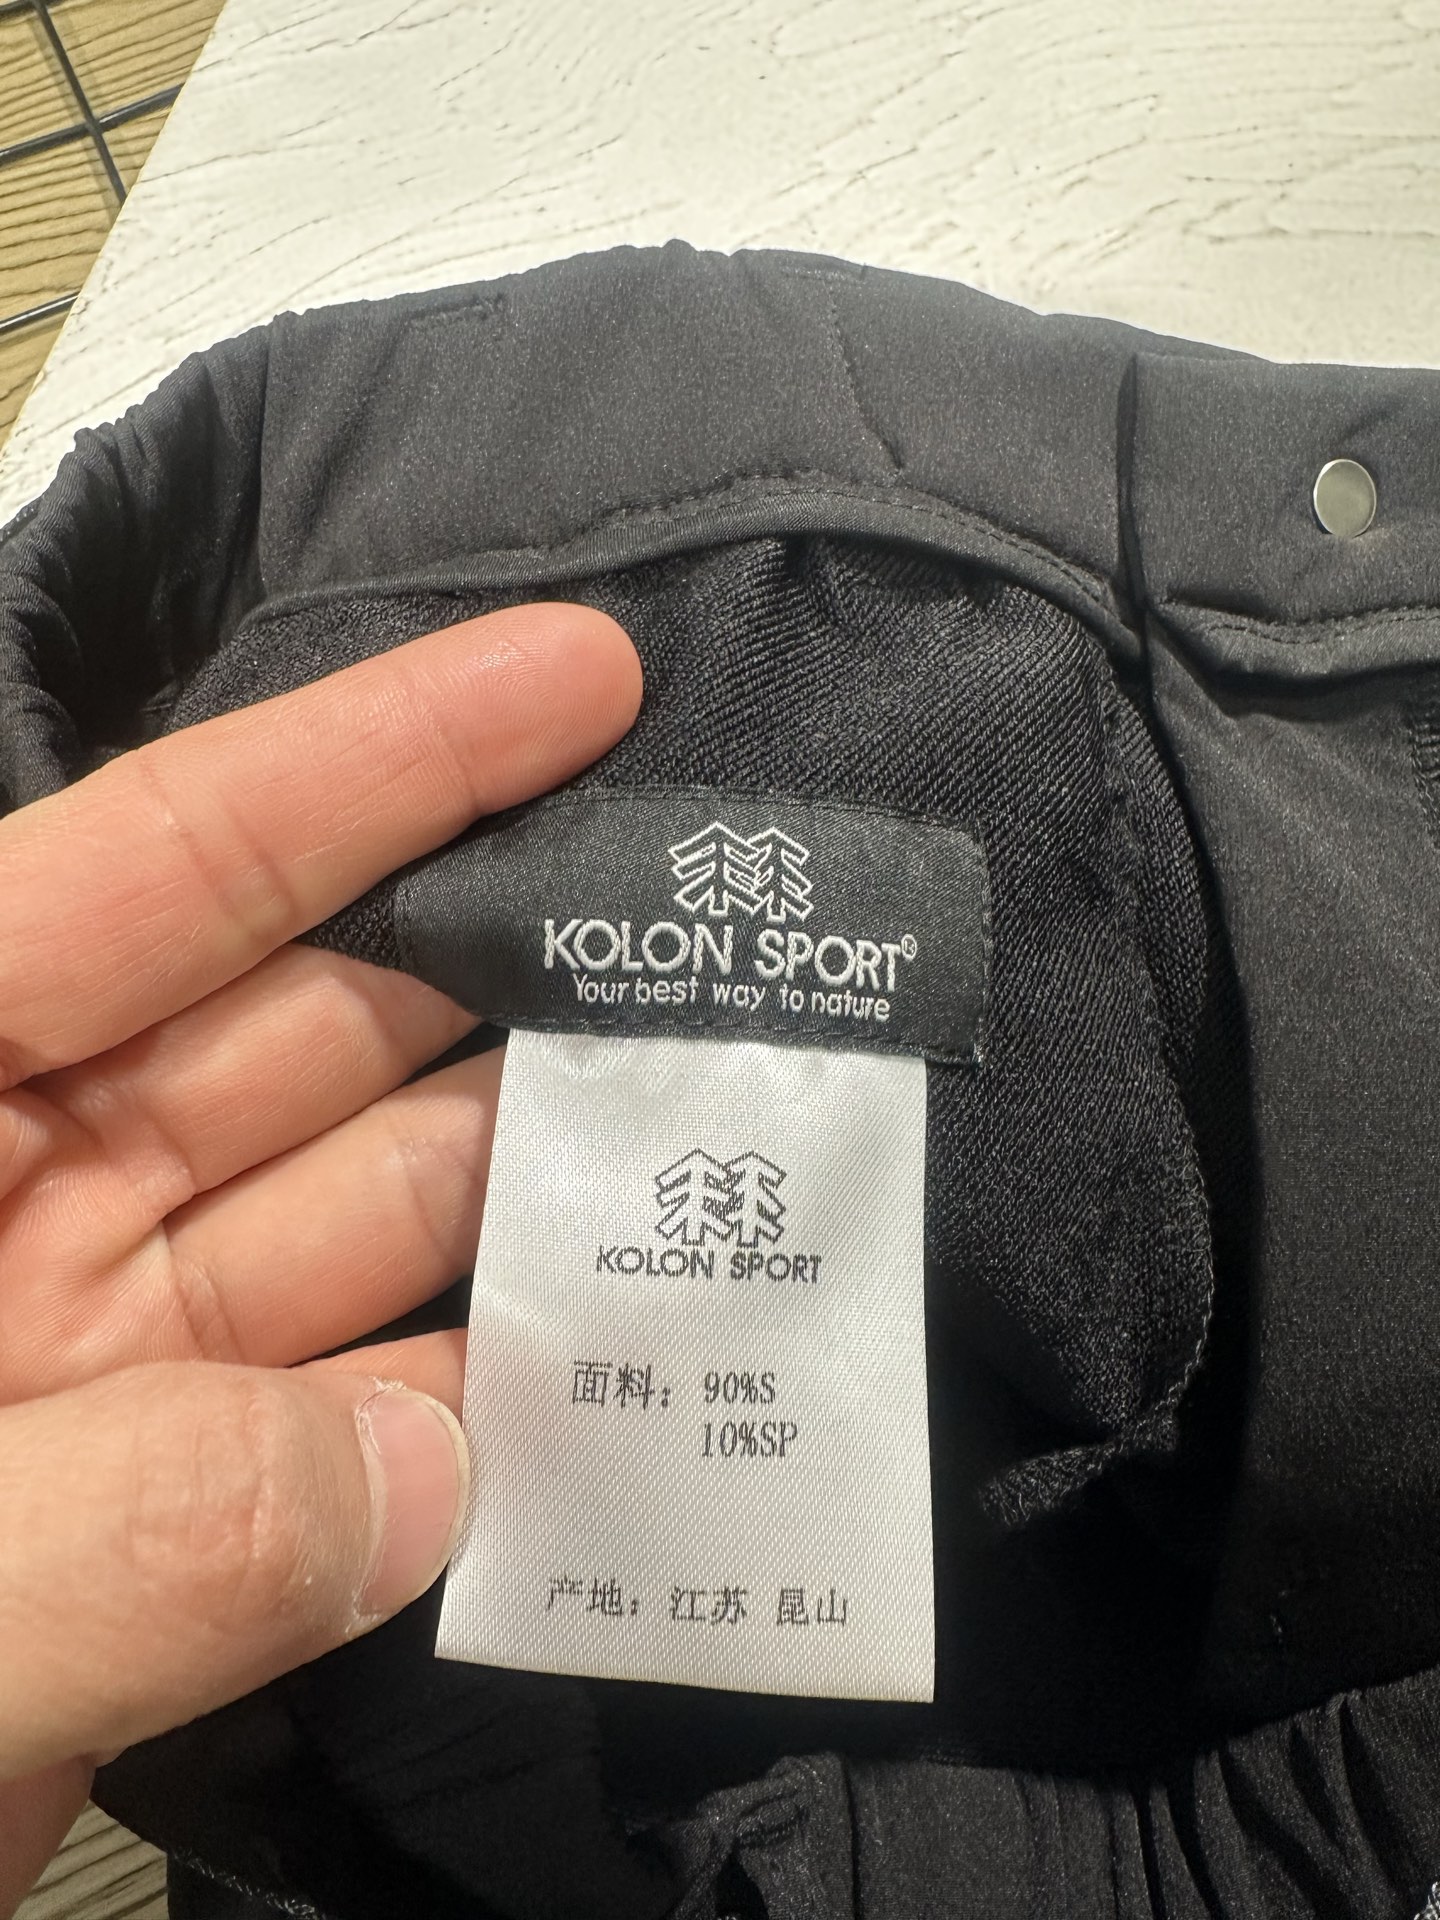 KOLON SPORT®
Your best way to nature
KOLON SPORT
面料：90%S
10%SP
产地：江苏 昆山